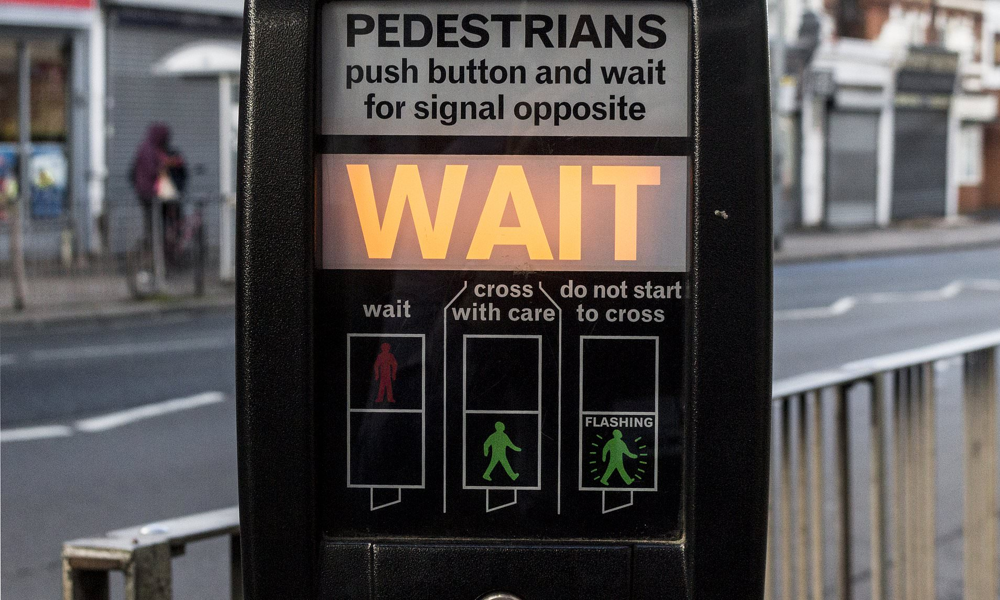 PEDESTRIANS
push button and wait
for signal opposite
WAIT
wait
cross
with care
do not start
to cross
FLASHING